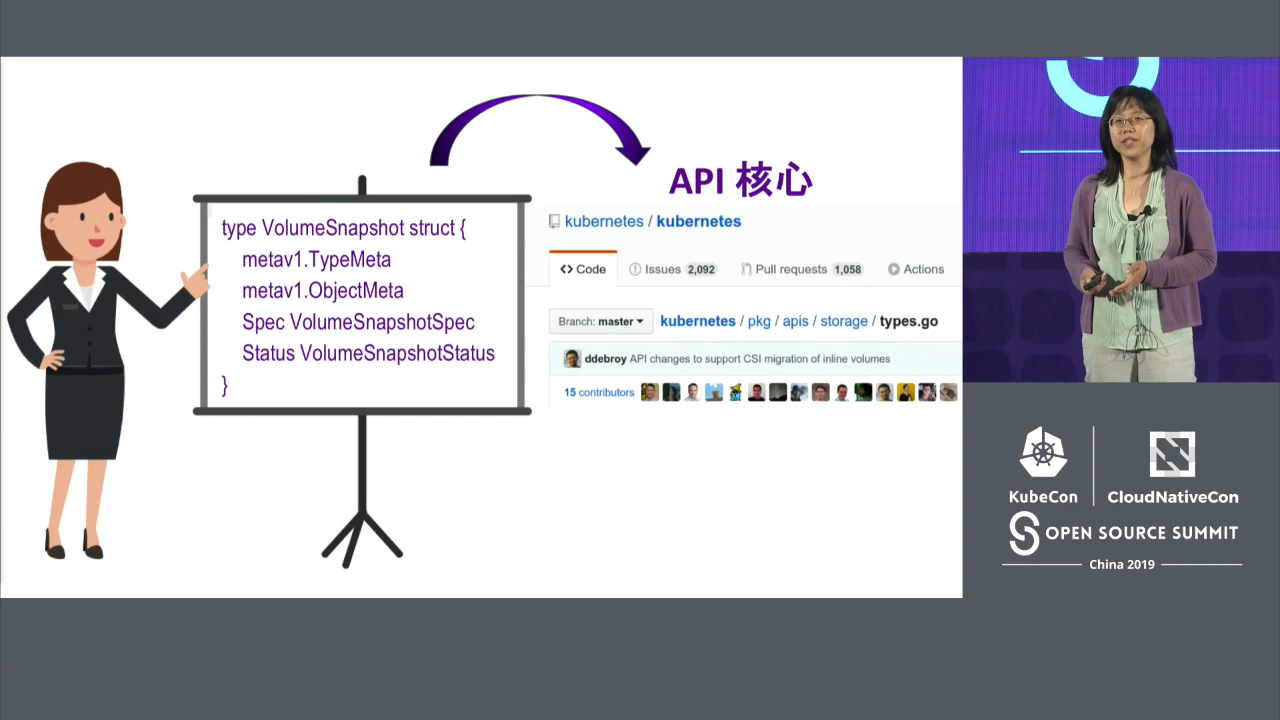 type VolumeSnapshot struct {
metav1.TypeMeta
metav1.ObjectMeta
Spec VolumeSnapshotSpec
Status VolumeSnapshotStatus
}
API 核心
kubernetes / kubernetes
Code
Issues 2,092
Pull requests 1,058
Actions
Branch: master
kubernetes / pkg / apis / storage / types.go
ddebroy API changes to support CSI migration of inline volumes
15 contributors
KubeCon
CloudNativeCon
OPEN SOURCE SUMMIT
China 2019